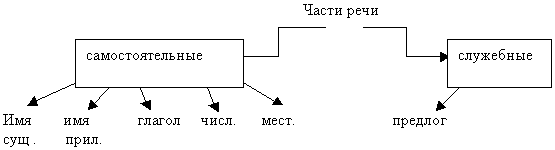 Части речи
самостоятельные
служебные
Имя сущ.
имя прил.
глагол
числ.
мест.
предлог